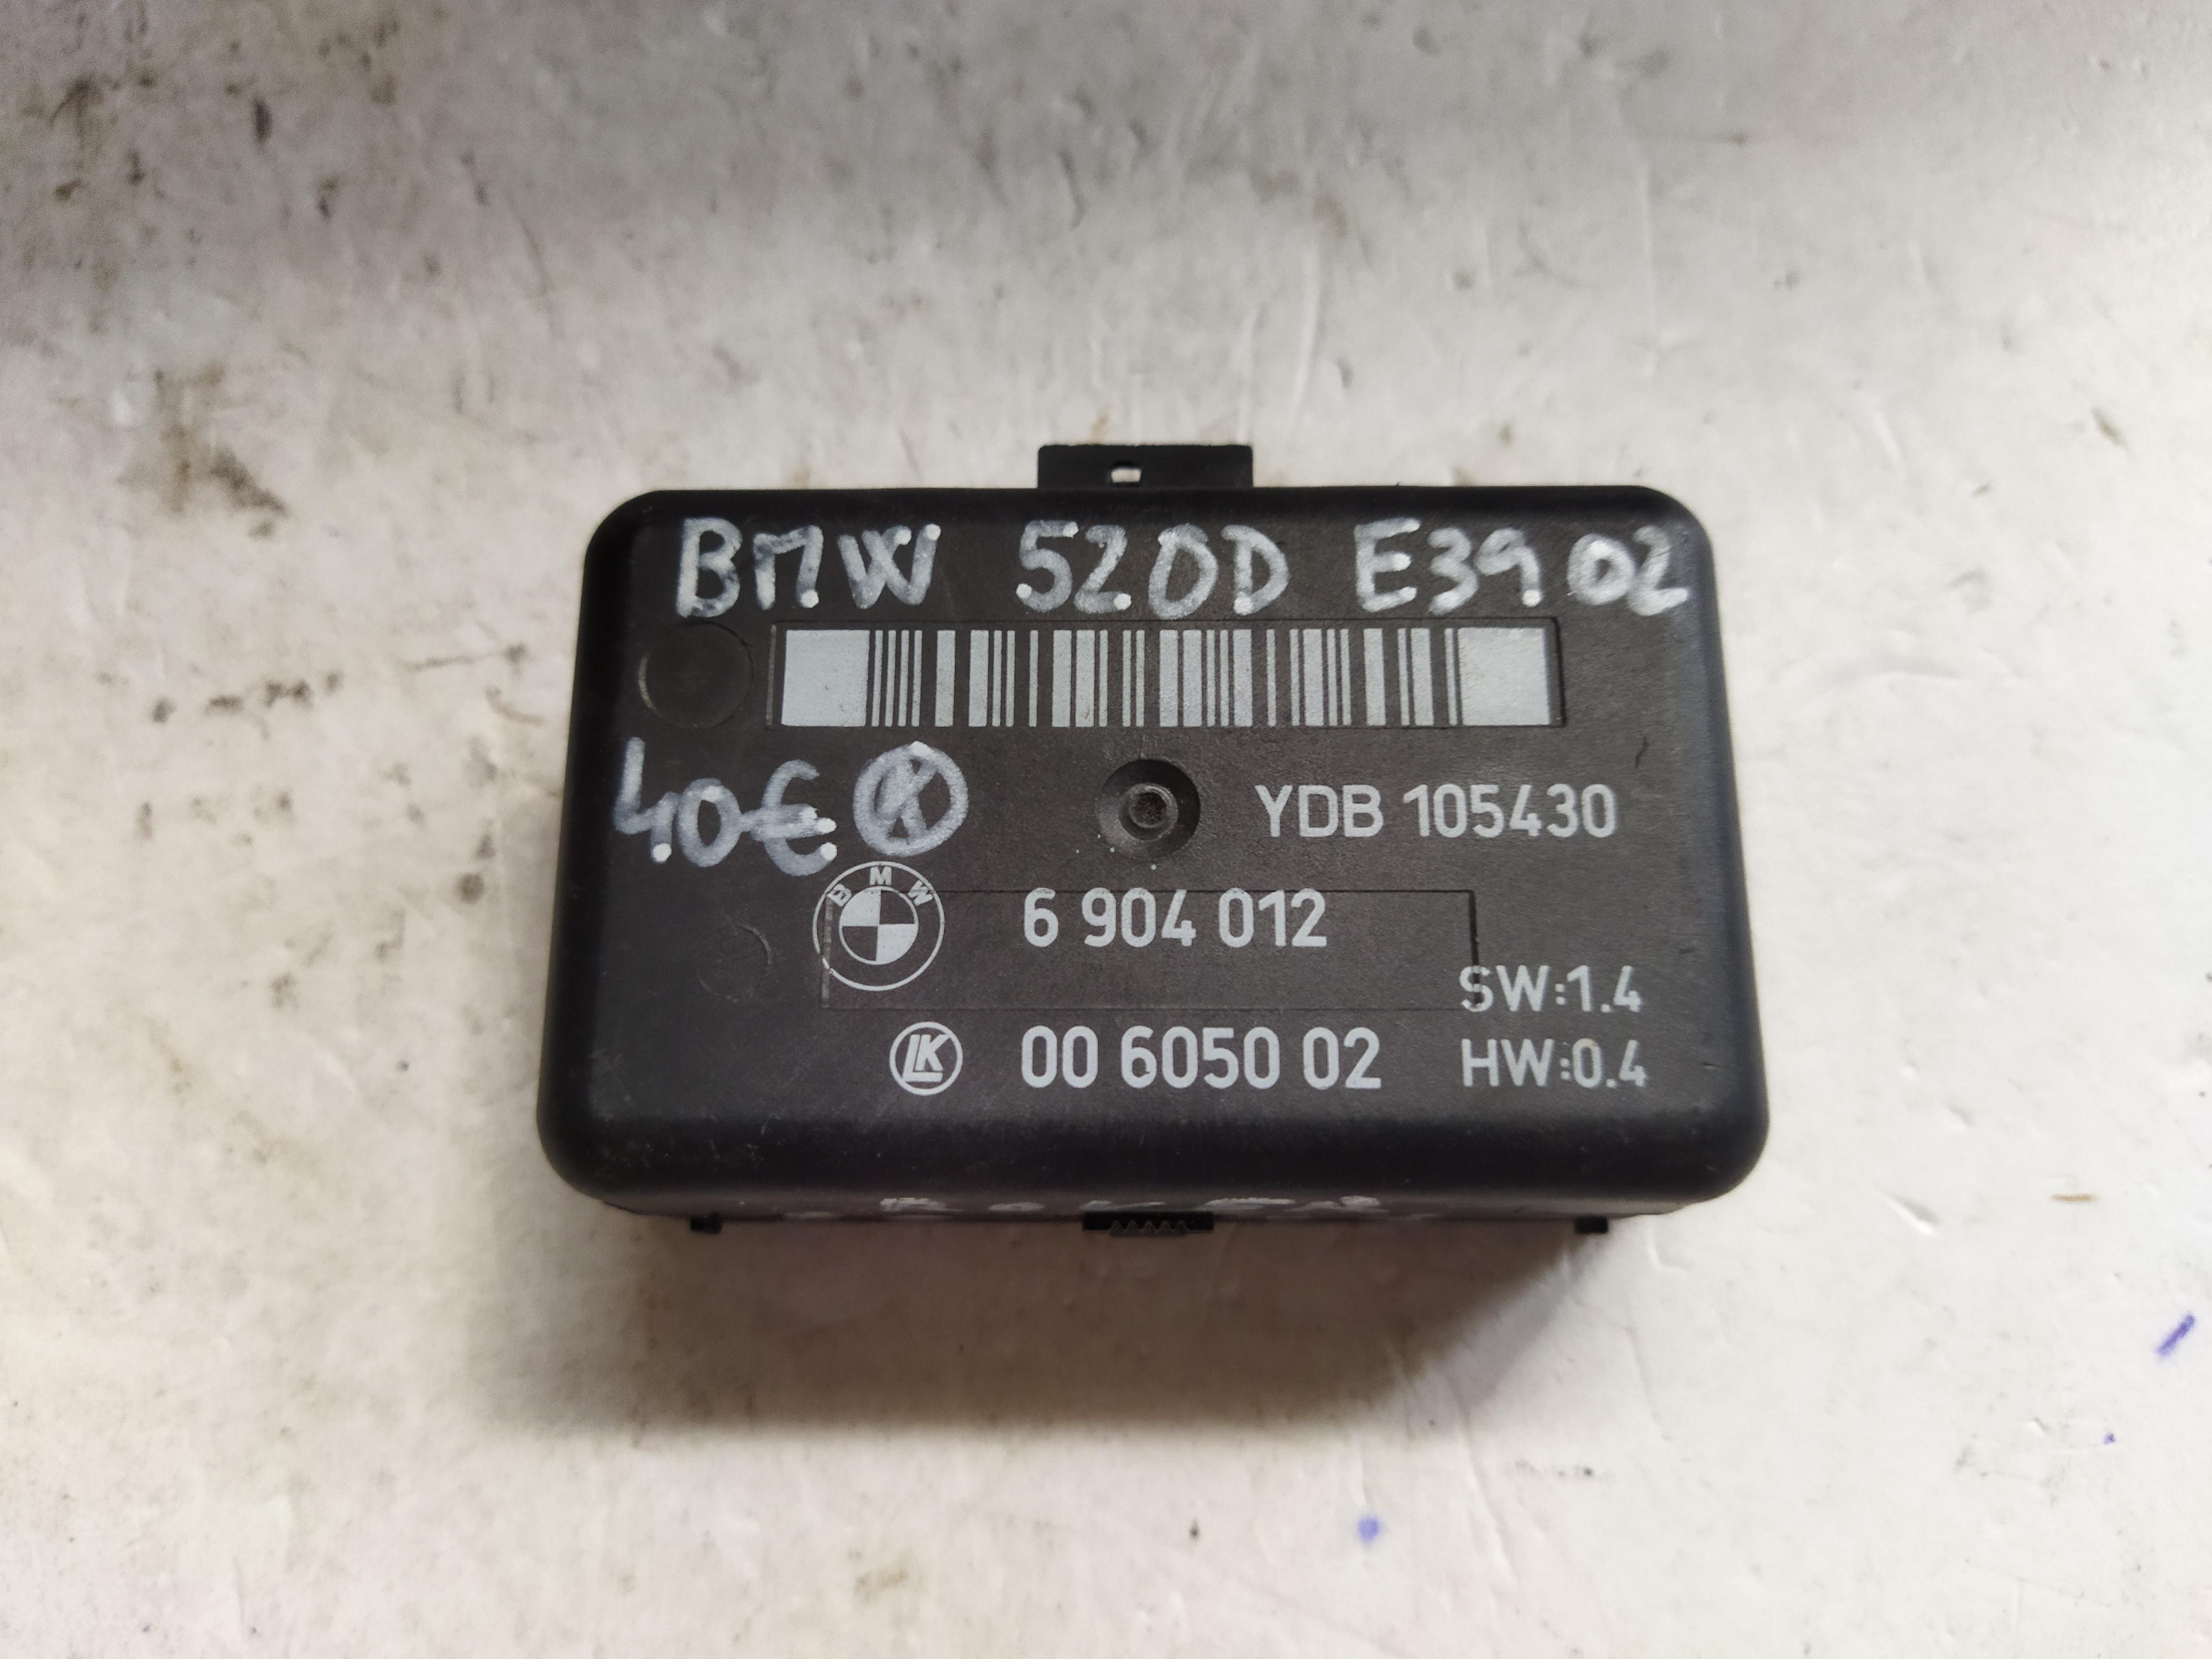 BMW 520D E39 02
40€ K
YDB 105430
BMW
6 904 012
SW:1.4
LK 00 6050 02
HW:0.4